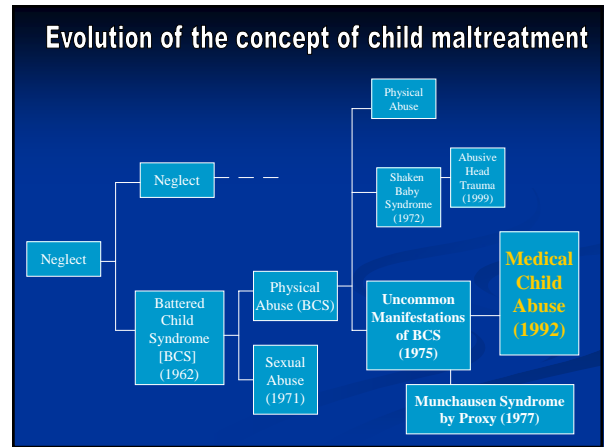 Evolution of the concept of child maltreatment
Neglect
Neglect
Battered
Child
Syndrome
[BCS]
(1962)
Physical
Abuse (BCS)
Sexual
Abuse
(1971)
Physical
Abuse
Shaken
Baby
Syndrome
(1972)
Abusive
Head
Trauma
(1999)
Uncommon
Manifestations
of BCS
(1975)
Medical
Child
Abuse
(1992)
Munchausen Syndrome
by Proxy (1977)